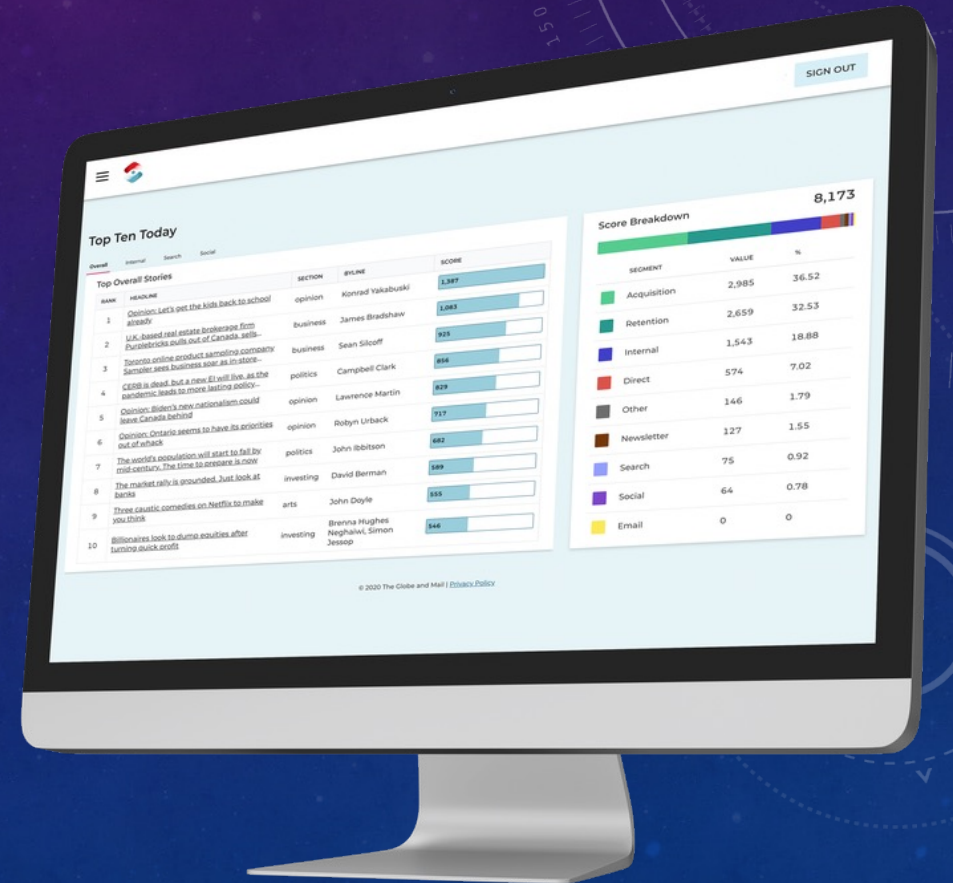 150
SIGN OUT
Top Ten Today
Overall Internal Search Social
Top Overall Stories
RANK HEADLINE SECTION BYLINE SCORE
1 Opinion: Let's get the kids back to school
already opinion Konrad Yakabuski 1,387
2 U.K.-based real estate brokerage firm
Purplebricks pulls out of Canada, sells... business James Bradshaw 1,083
3 Toronto online product sampling company
Sampler sees business soar as in-store... business Sean Silcoff 925
4 CERB is dead, but a new EI will live, as the
pandemic leads to more lasting policy... politics Campbell Clark 856
5 Opinion: Biden's new nationalism could
leave Canada behind opinion Lawrence Martin 829
6 Opinion: Ontario seems to have its priorities
out of whack opinion Robyn Urback 717
7 The world's population will start to fall by
mid-century. The time to prepare is now politics John Ibbitson 682
8 The market rally is grounded. Just look at
banks investing David Berman 589
9 Three caustic comedies on Netflix to make
you think arts John Doyle 555
10 Billionaires look to dump equities after
turning quick profit investing Brenna Hughes
Neghaiwi, Simon
Jessop 546
Score Breakdown 8,173
SEGMENT VALUE %
Acquisition 2,985 36.52
Retention 2,659 32.53
Internal 1,543 18.88
Direct 574 7.02
Other 146 1.79
Newsletter 127 1.55
Search 75 0.92
Social 64 0.78
Email 0 0
© 2020 The Globe and Mail | Privacy Policy